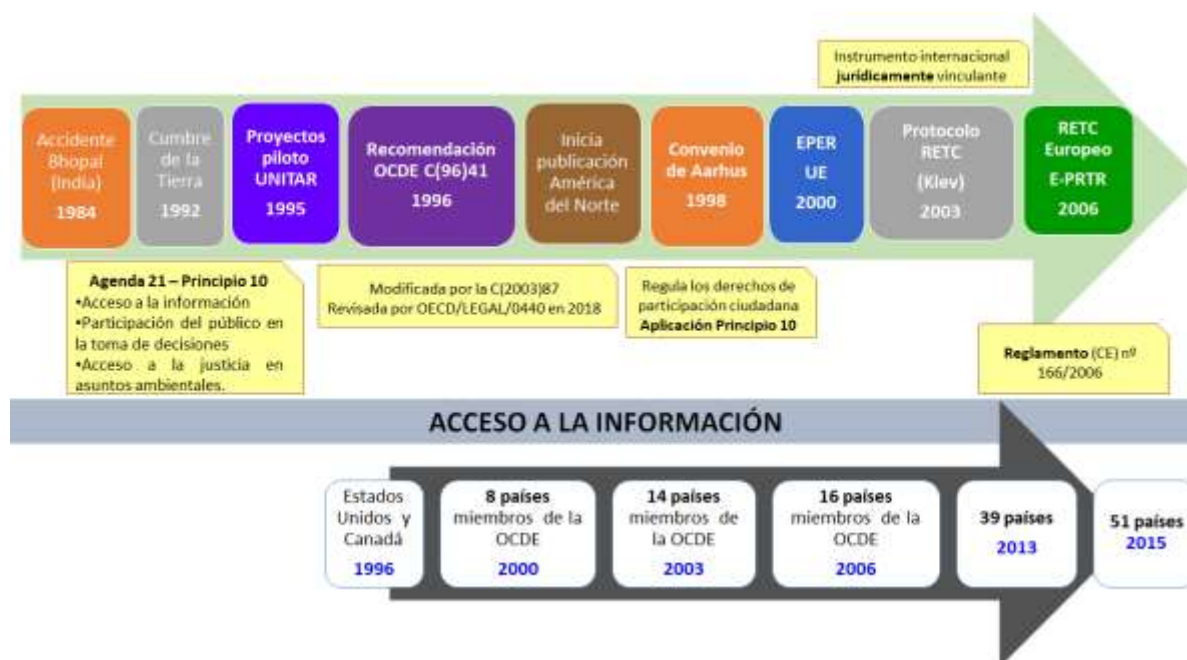 Instrumento internacional
jurídicamente vinculante
Accidente
Bhopal
(India)
1984
Cumbre
de la
Tierra
1992
Proyectos
piloto
UNITAR
1995
Recomendación
OCDE C(96)41
1996
Inicia
publicación
América
del Norte
Convenio
de Aarhus
1998
EPER
UE
2000
Protocolo
RETC
(Kiev)
2003
RETC
Europeo
E-PRTR
2006
Agenda 21 – Principio 10
•Acceso a la información
•Participación del público en
la toma de decisiones
•Acceso a la justicia en
asuntos ambientales.
Modificada por la C(2003)87
Revisada por OECD/LEGAL/0440 en 2018
Regula los derechos de
participación ciudadana
Aplicación Principio 10
Reglamento (CE) nº
166/2006
ACCESO A LA INFORMACIÓN
Estados
Unidos y
Canadá
1996
8 países
miembros de la
OCDE
2000
14 países
miembros de
la OCDE
2003
16 países
miembros de la
OCDE
2006
39 países
2013
51 países
2015